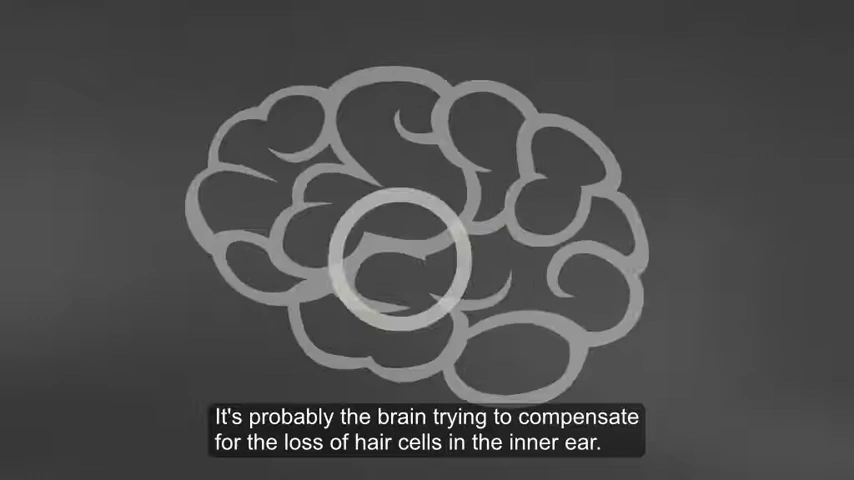 It's probably the brain trying to compensate
for the loss of hair cells in the inner ear.